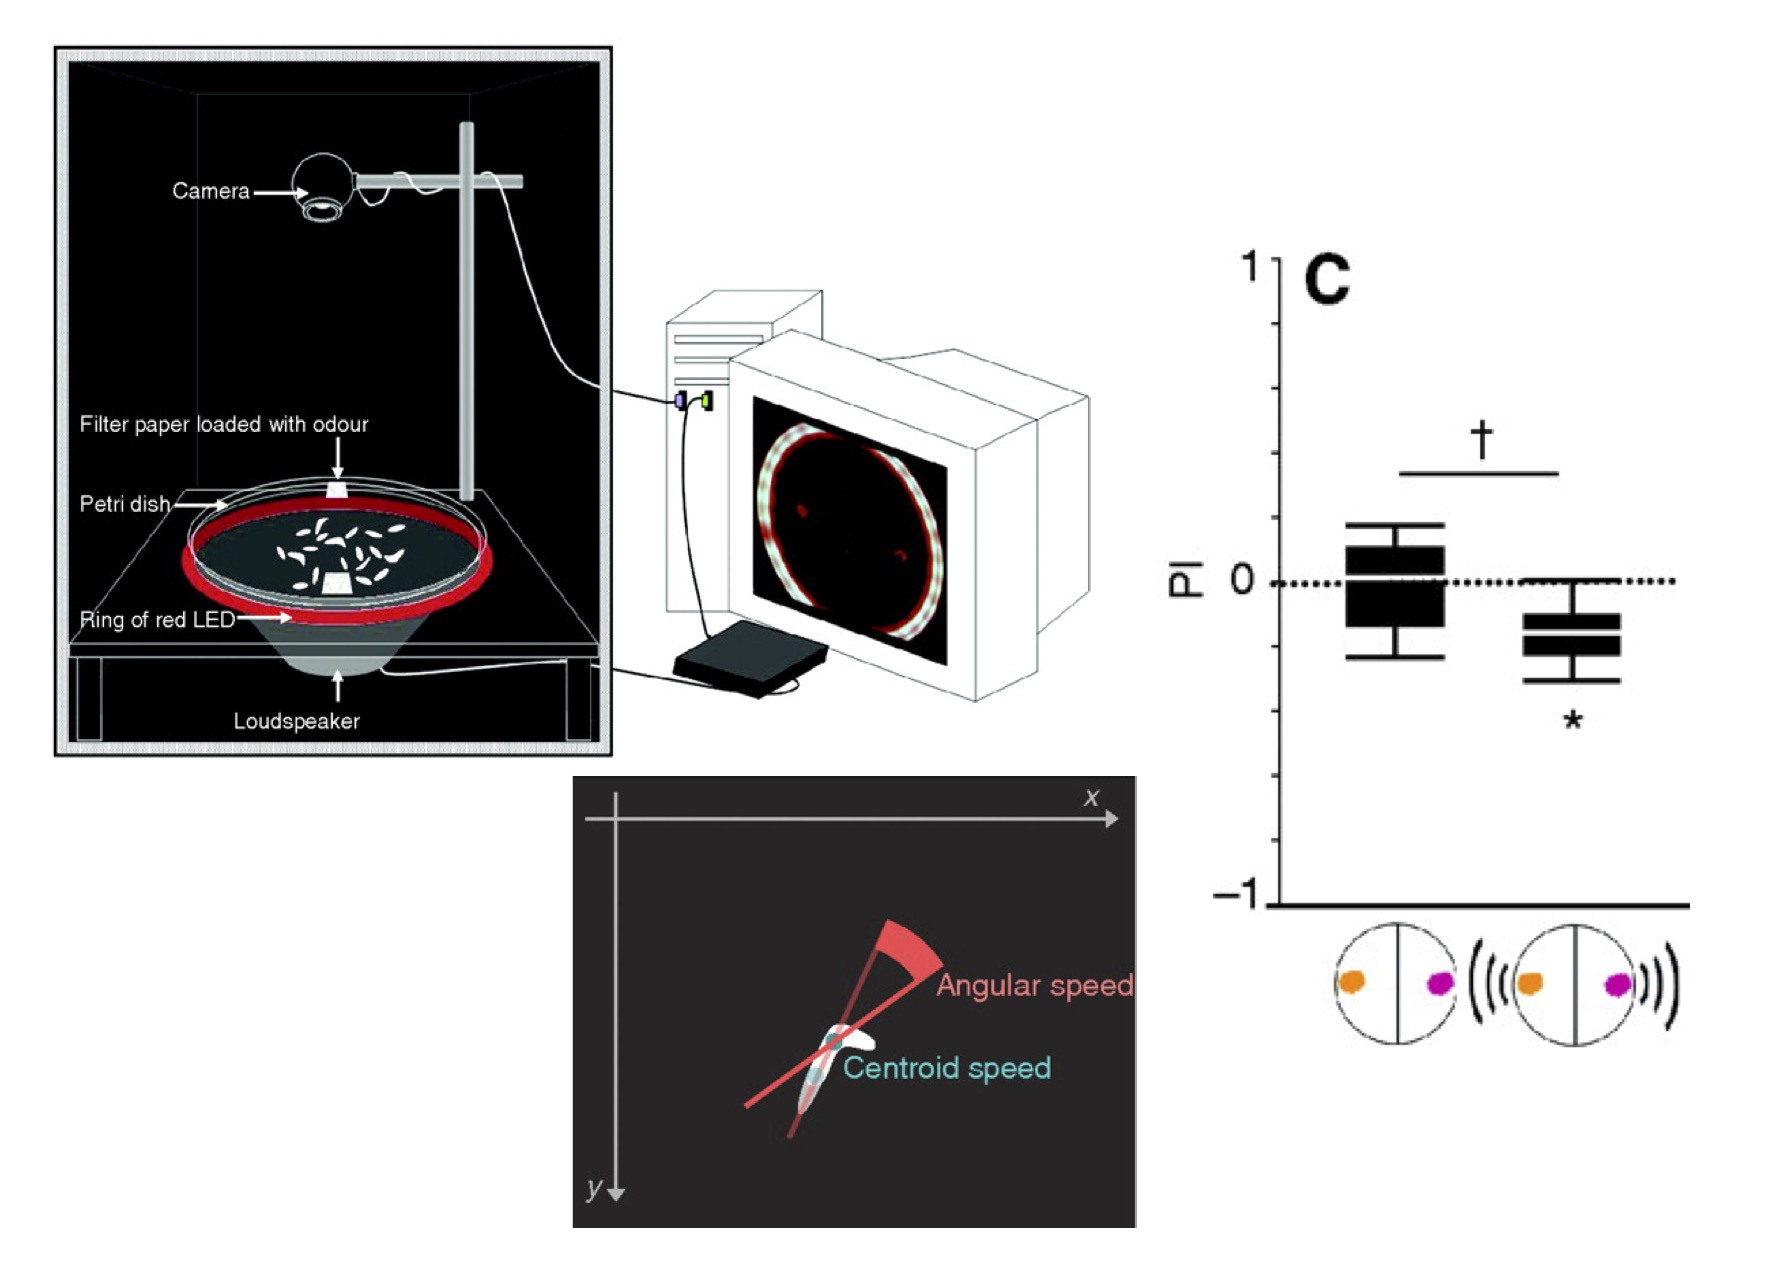 Camera
Filter paper loaded with odour
Petri dish
Ring of red LED
Loudspeaker
x
Angular speed
Centroid speed
y
C
1
†
PI
0
*
–1